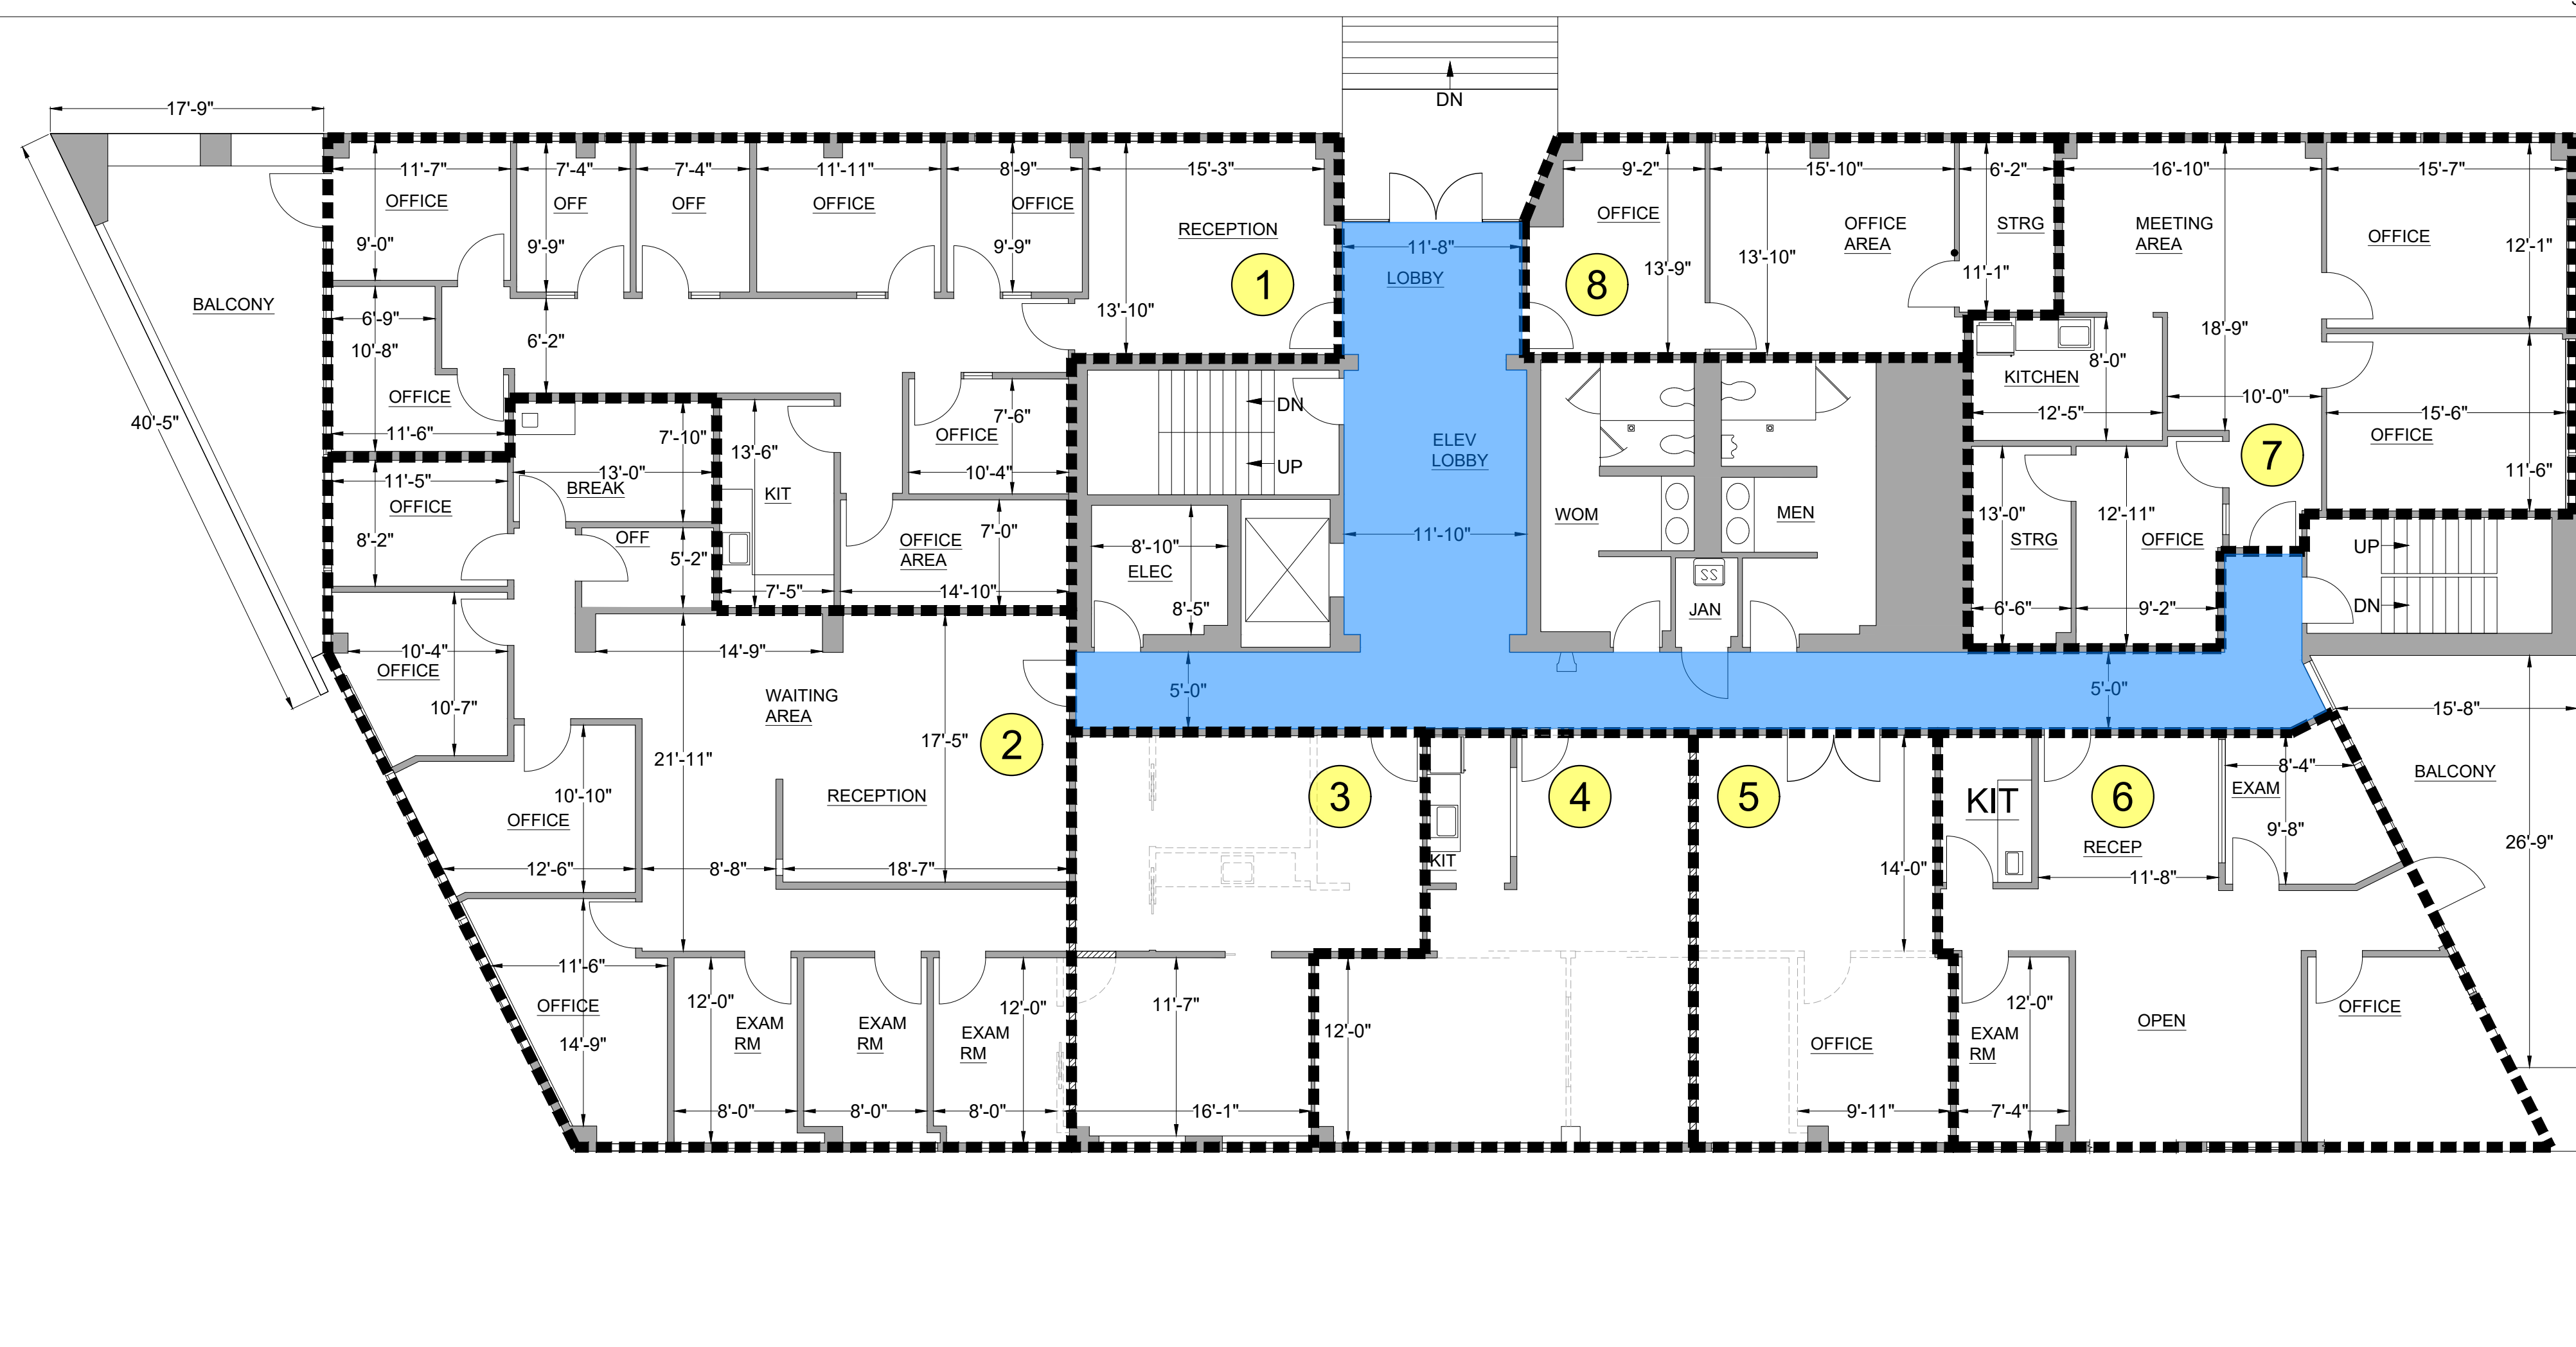 DN
17'-9"
11'-7"
7'-4"
7'-4"
11'-11"
8'-9"
15'-3"
9'-2"
15'-10"
6'-2"
16'-10"
15'-7"
OFFICE
OFF
OFF
OFFICE
OFFICE
RECEPTION
OFFICE
OFFICE
AREA
STRG
MEETING
AREA
OFFICE
9'-0"
9'-9"
9'-9"
11'-8"
LOBBY
1
8
13'-10"
13'-9"
13'-10"
11'-1"
12'-1"
BALCONY
6'-9"
10'-8"
6'-2"
18'-9"
8'-0"
KITCHEN
12'-5"
10'-0"
15'-6"
OFFICE
11'-6"
OFFICE
11'-6"
40'-5"
DN
UP
7'-6"
OFFICE
10'-4"
7'-10"
13'-6"
KIT
13'-0"
BREAK
ELEV
LOBBY
7
11'-5"
OFFICE
8'-2"
OFF
5'-2"
7'-5"
OFFICE
AREA
7'-0"
14'-10"
8'-10"
ELEC
8'-5"
11'-10"
WOM
MEN
SS
JAN
13'-0"
STRG
6'-6"
12'-11"
OFFICE
9'-2"
UP
DN
10'-4"
OFFICE
10'-7"
14'-9"
WAITING
AREA
5'-0"
5'-0"
15'-8"
21'-11"
17'-5"
2
10'-10"
OFFICE
12'-6"
8'-8"
RECEPTION
18'-7"
3
KIT
4
5
14'-0"
KIT
6
RECEP
11'-8"
8'-4"
EXAM
9'-8"
BALCONY
26'-9"
11'-6"
OFFICE
14'-9"
12'-0"
EXAM
RM
8'-0"
EXAM
RM
8'-0"
EXAM
RM
12'-0"
8'-0"
11'-7"
16'-1"
12'-0"
OFFICE
9'-11"
12'-0"
EXAM
RM
7'-4"
OPEN
OFFICE